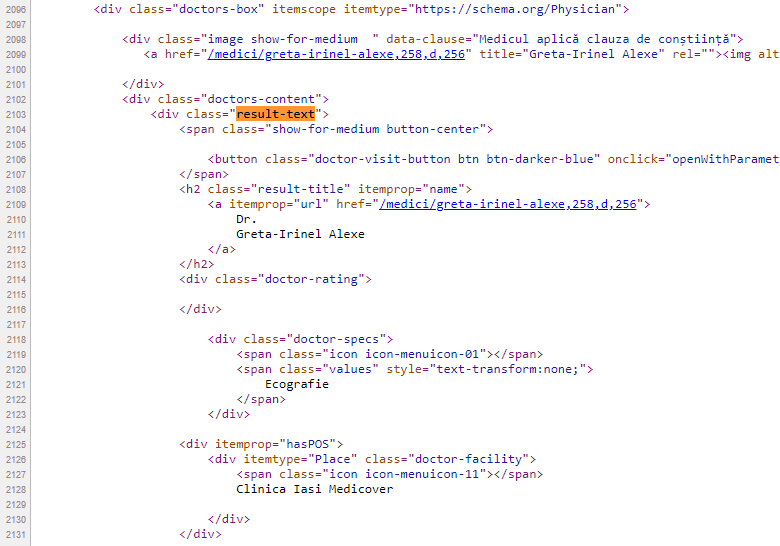 2096 <div class="doctors-box" itemscope itemtype="https://schema.org/Physician">
2097
2098 <div class="image show-for-medium  " data-clause="Medicul aplică clauza de conștiință">
2099 <a href="/medici/greta-irinel-alexe,258,d,256" title="Greta-Irinel Alexe" rel=""><img alt
2100
2101 </div>
2102 <div class="doctors-content">
2103 <div class="result-text">
2104 <span class="show-for-medium button-center">
2105
2106 <button class="doctor-visit-button btn btn-darker-blue" onclick="openWithParamet
2107 </span>
2108 <h2 class="result-title" itemprop="name">
2109 <a itemprop="url" href="/medici/greta-irinel-alexe,258,d,256">
2110 Dr.
2111 Greta-Irinel Alexe
2112 </a>
2113 </h2>
2114 <div class="doctor-rating">
2115
2116 </div>
2117
2118 <div class="doctor-specs">
2119 <span class="icon icon-menuicon-01"></span>
2120 <span class="values" style="text-transform:none;">
2121 Ecografie
2122 </span>
2123 </div>
2124
2125 <div itemprop="hasPOS">
2126 <div itemtype="Place" class="doctor-facility">
2127 <span class="icon icon-menuicon-11"></span>
2128 Clinica Iasi Medicover
2129
2130 </div>
2131 </div>